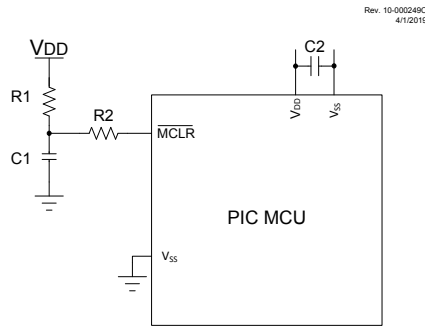 Rev. 10-000249C
4/1/2019
VDD
C2
R1
R2
VDD
VSS
MCLR
C1
PIC MCU
VSS